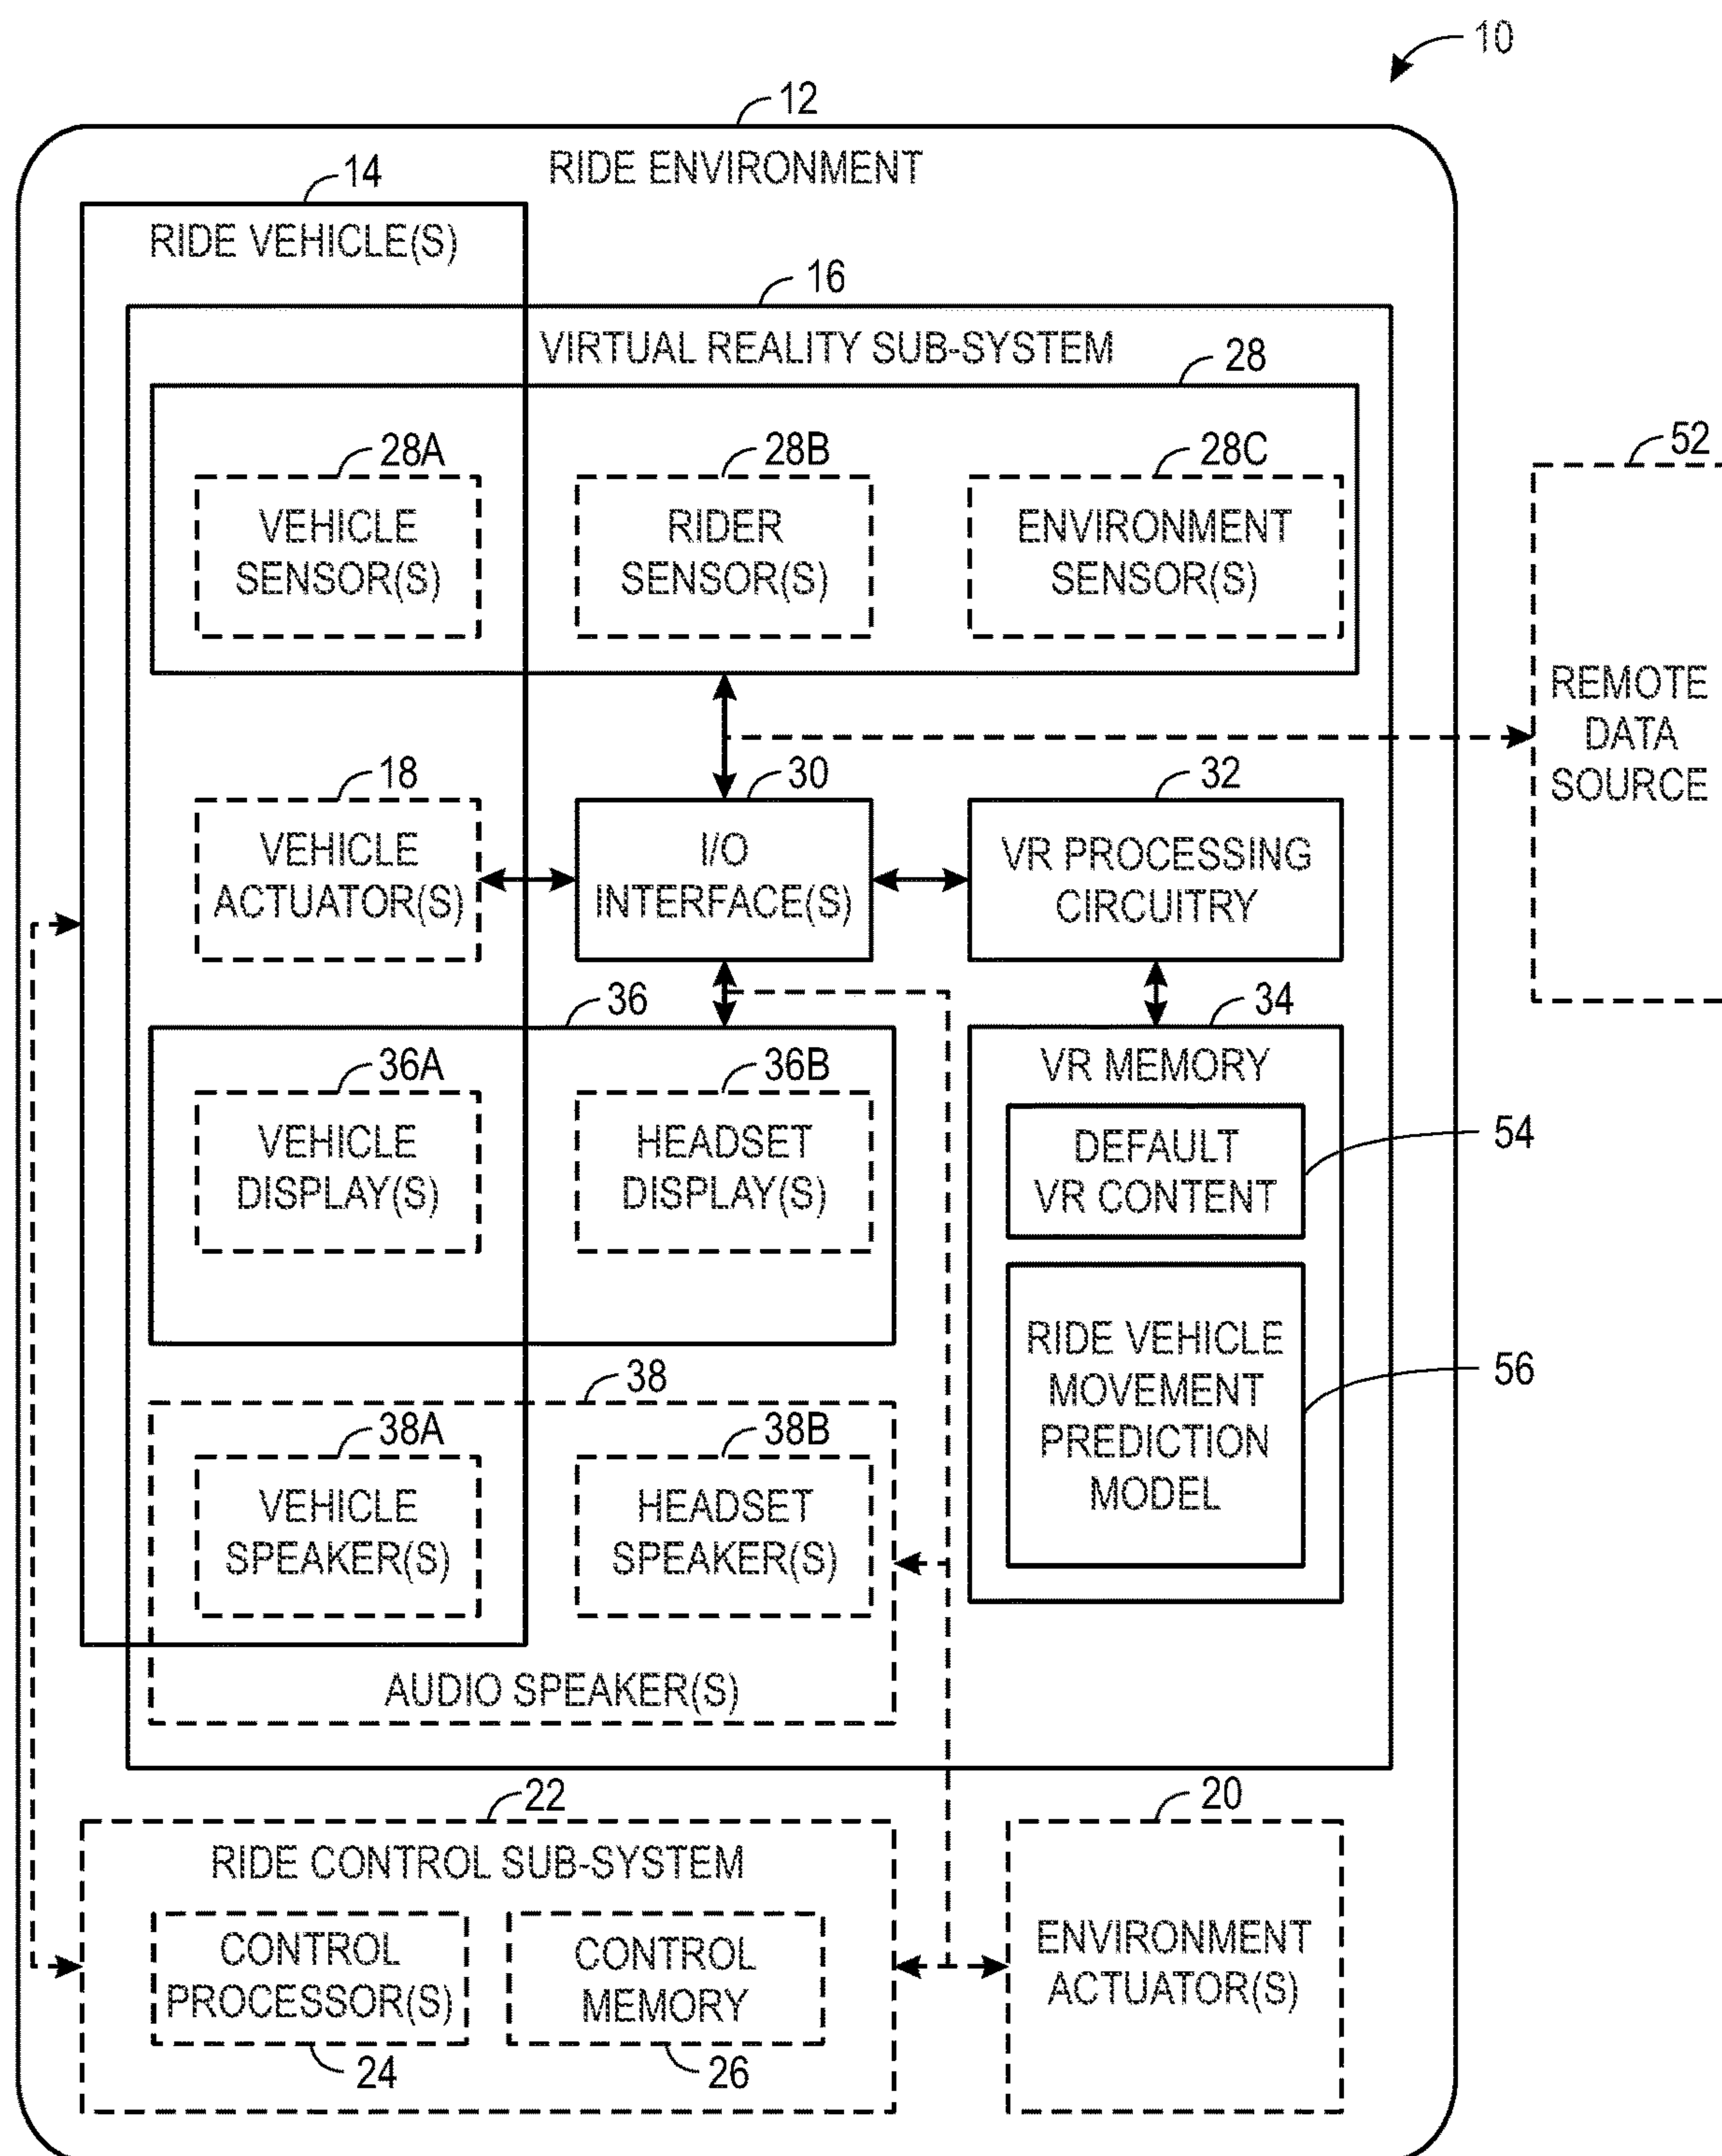 10
12
RIDE ENVIRONMENT
14
RIDE VEHICLE(S)
16
VIRTUAL REALITY SUB-SYSTEM
28
28A
VEHICLE
SENSOR(S)
28B
RIDER
SENSOR(S)
28C
ENVIRONMENT
SENSOR(S)
52
REMOTE
DATA
SOURCE
18
VEHICLE
ACTUATOR(S)
30
I/O
INTERFACE(S)
32
VR PROCESSING
CIRCUITRY
36
36A
VEHICLE
DISPLAY(S)
36B
HEADSET
DISPLAY(S)
34
VR MEMORY
DEFAULT
VR CONTENT
54
RIDE VEHICLE
MOVEMENT
PREDICTION
MODEL
56
38
38A
VEHICLE
SPEAKER(S)
38B
HEADSET
SPEAKER(S)
AUDIO SPEAKER(S)
22
RIDE CONTROL SUB-SYSTEM
CONTROL
PROCESSOR(S)
24
CONTROL
MEMORY
26
20
ENVIRONMENT
ACTUATOR(S)